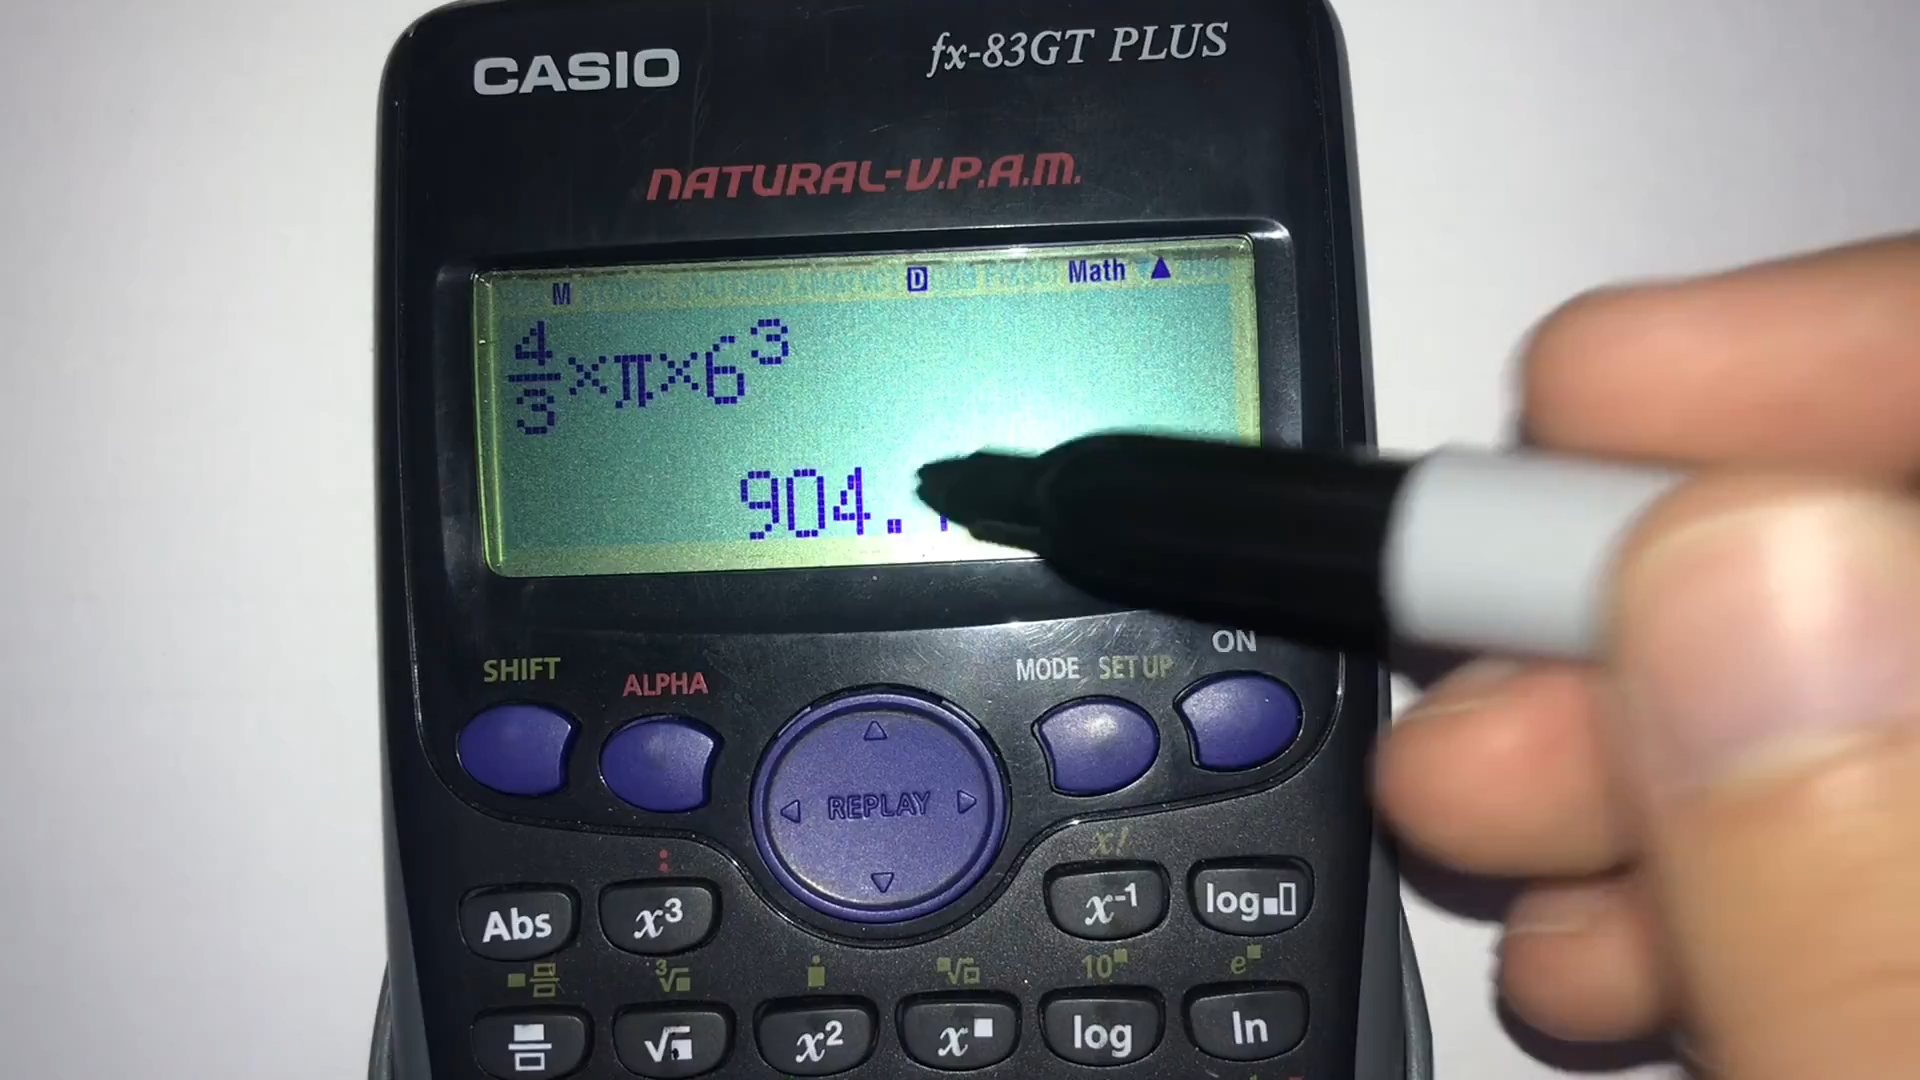 CASIO
fx-83GT PLUS
NATURAL-V.P.A.M.
M D Math ▲
4/3×π×6³
904.
SHIFT
ALPHA
MODE SET UP
ON
REPLAY
x!
Abs
x³
x⁻¹
log■□
³√■
■√□
10■
e■
√■
x²
x■
log
ln